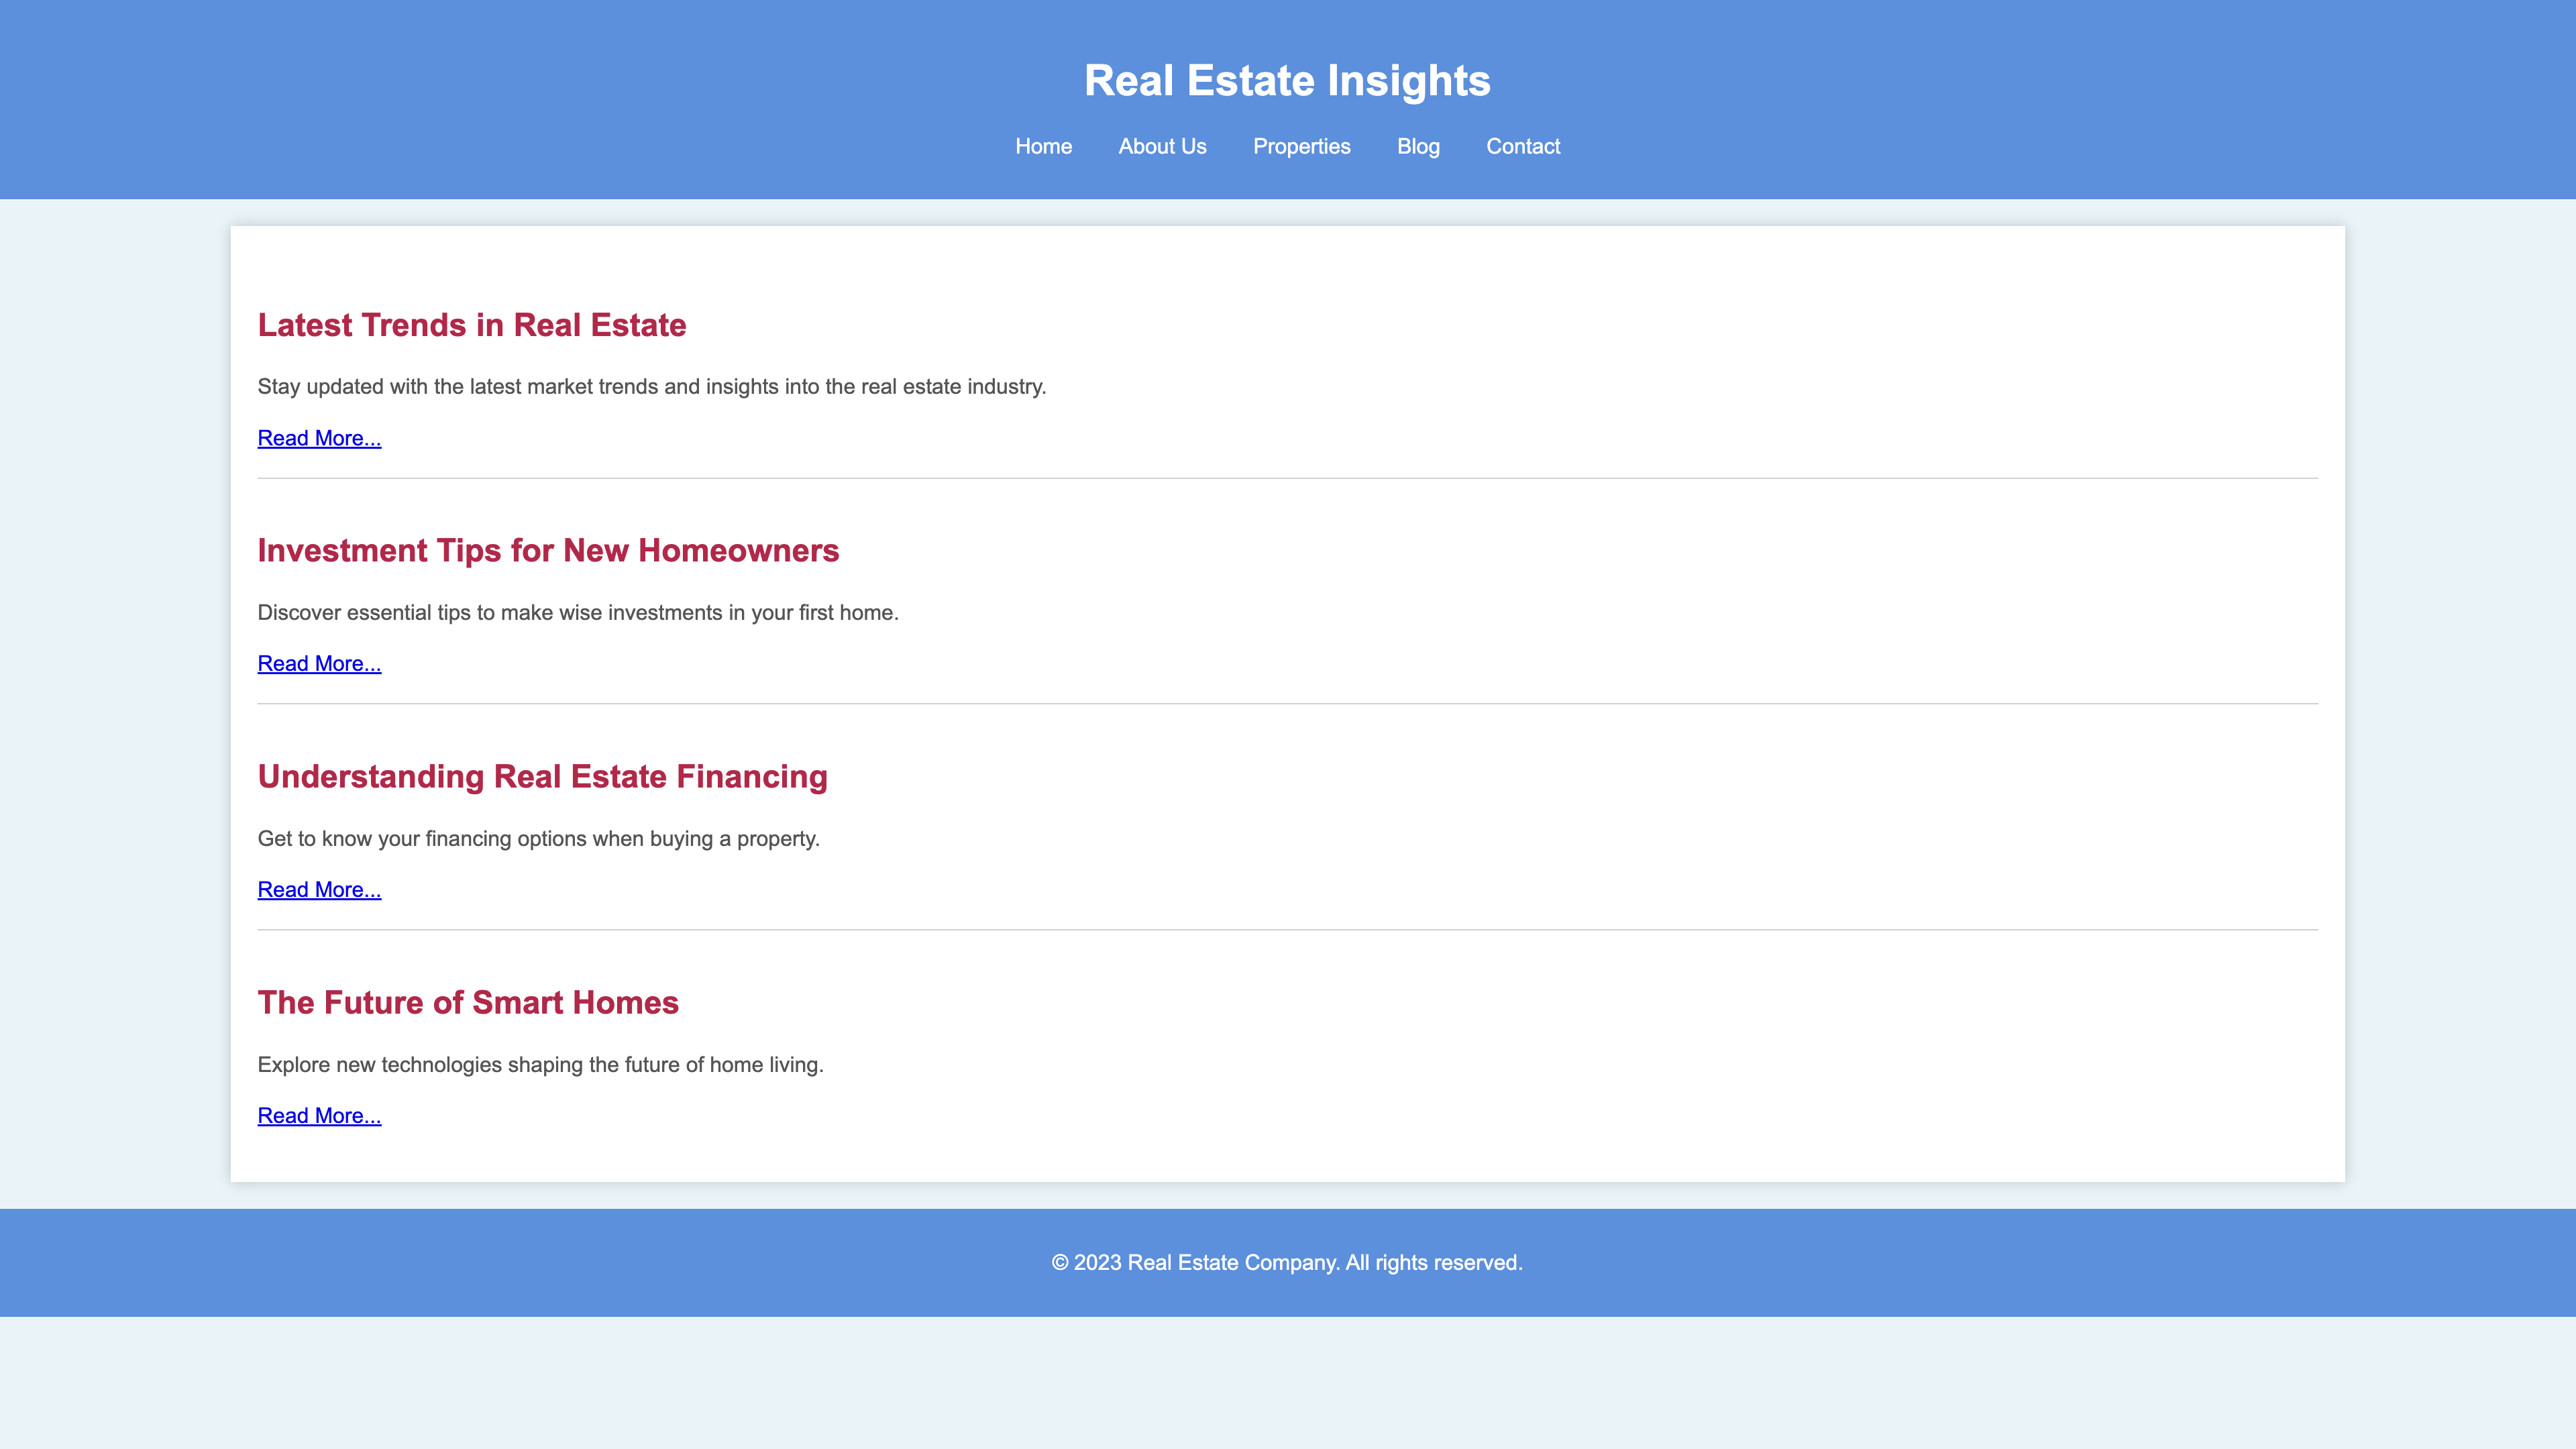 Real Estate Insights
Home About Us Properties Blog Contact
Latest Trends in Real Estate
Stay updated with the latest market trends and insights into the real estate industry.
Read More...
Investment Tips for New Homeowners
Discover essential tips to make wise investments in your first home.
Read More...
Understanding Real Estate Financing
Get to know your financing options when buying a property.
Read More...
The Future of Smart Homes
Explore new technologies shaping the future of home living.
Read More...
© 2023 Real Estate Company. All rights reserved.